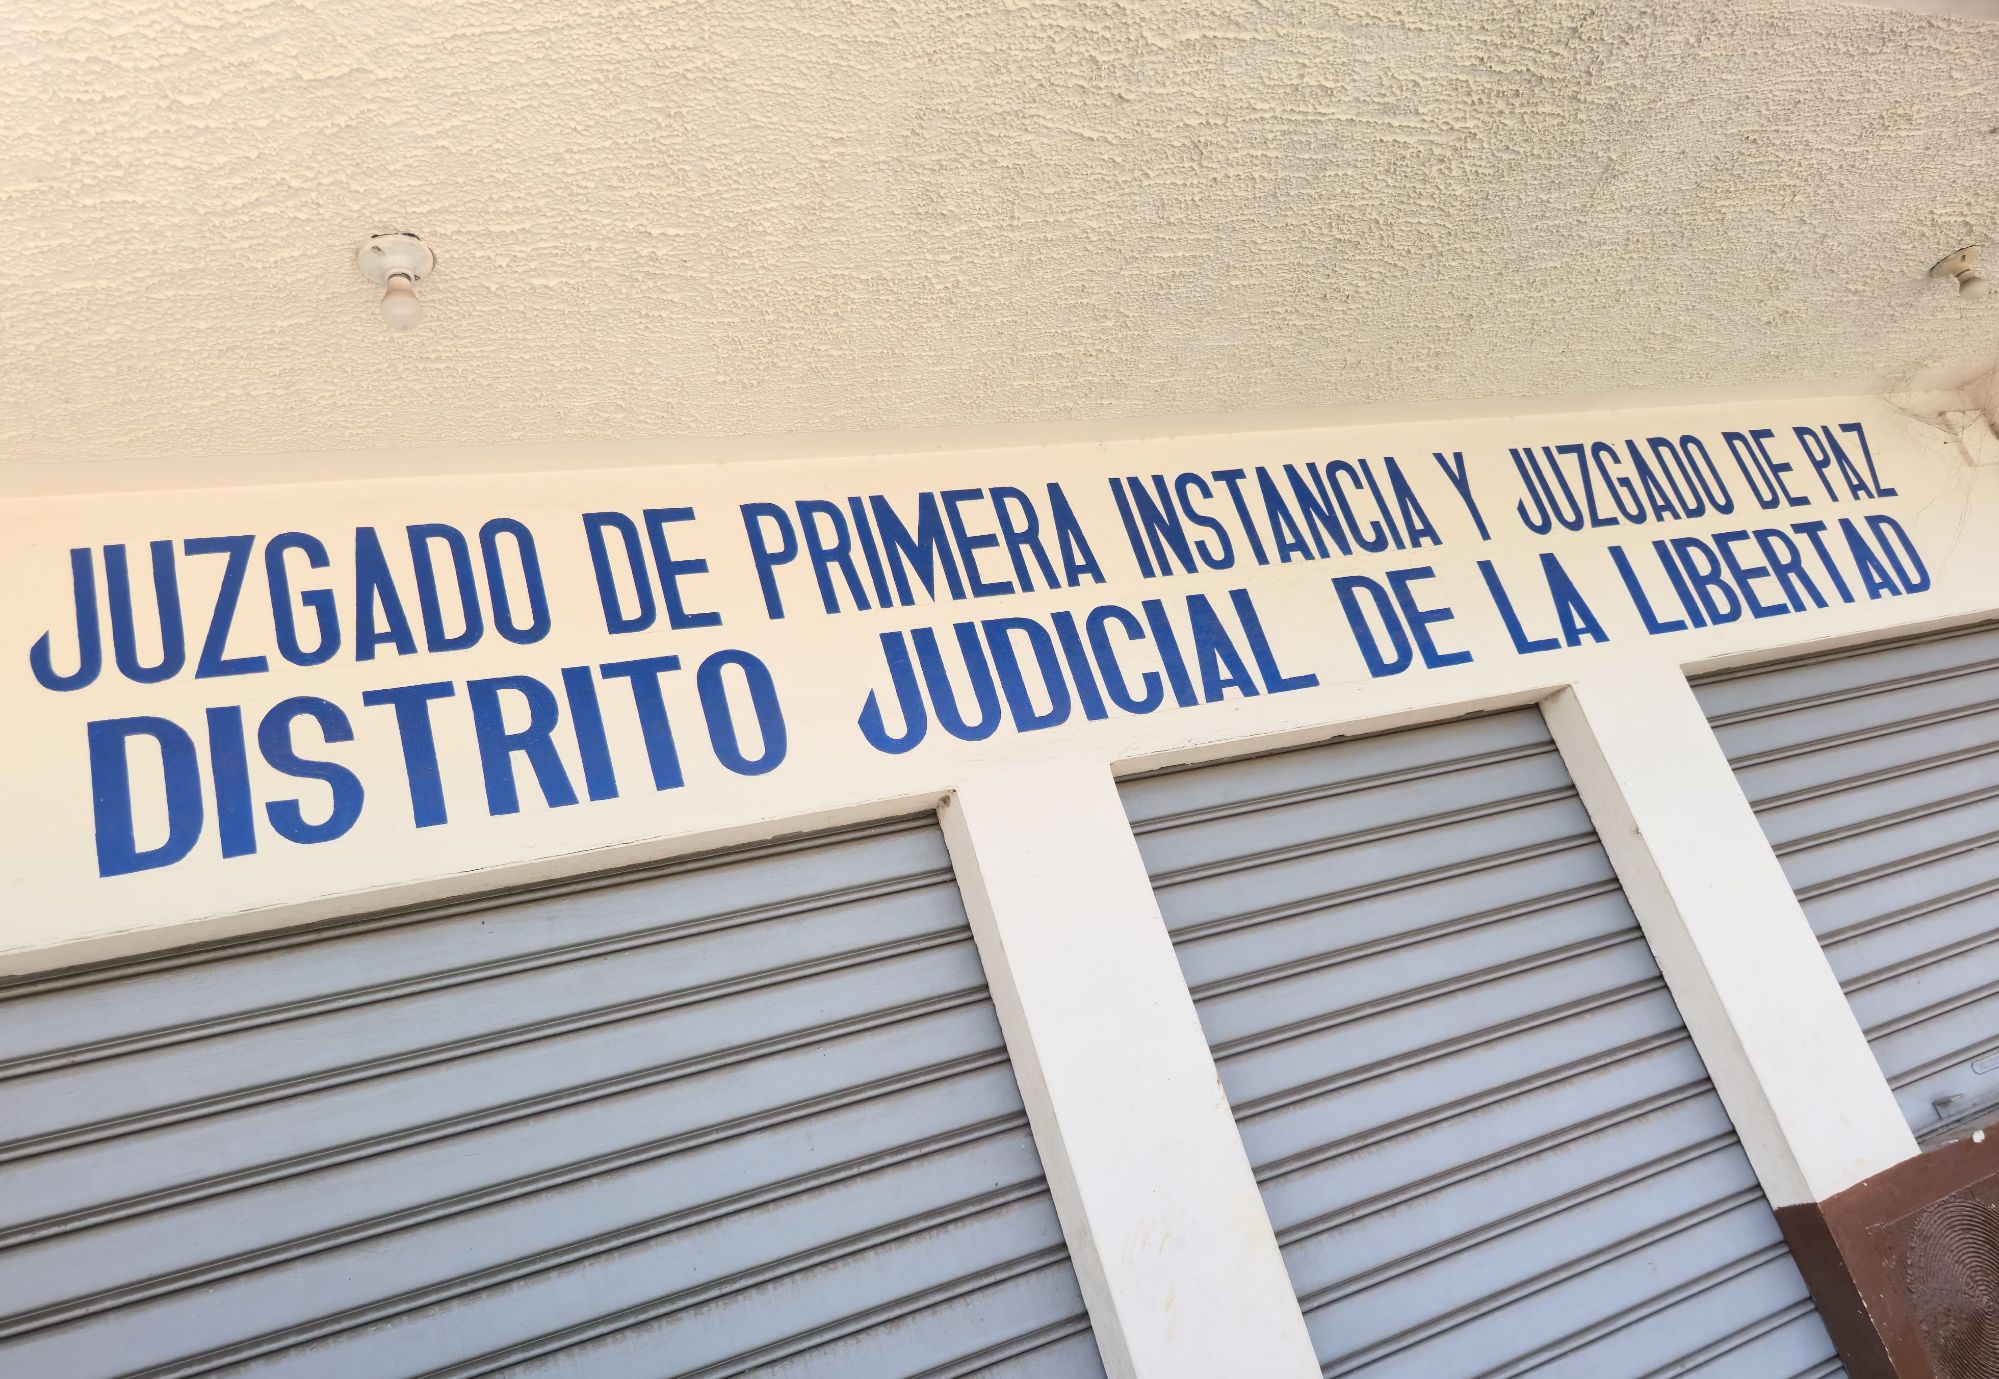 JUZGADO DE PRIMERA INSTANCIA Y JUZGADO DE PAZ
DISTRITO JUDICIAL DE LA LIBERTAD